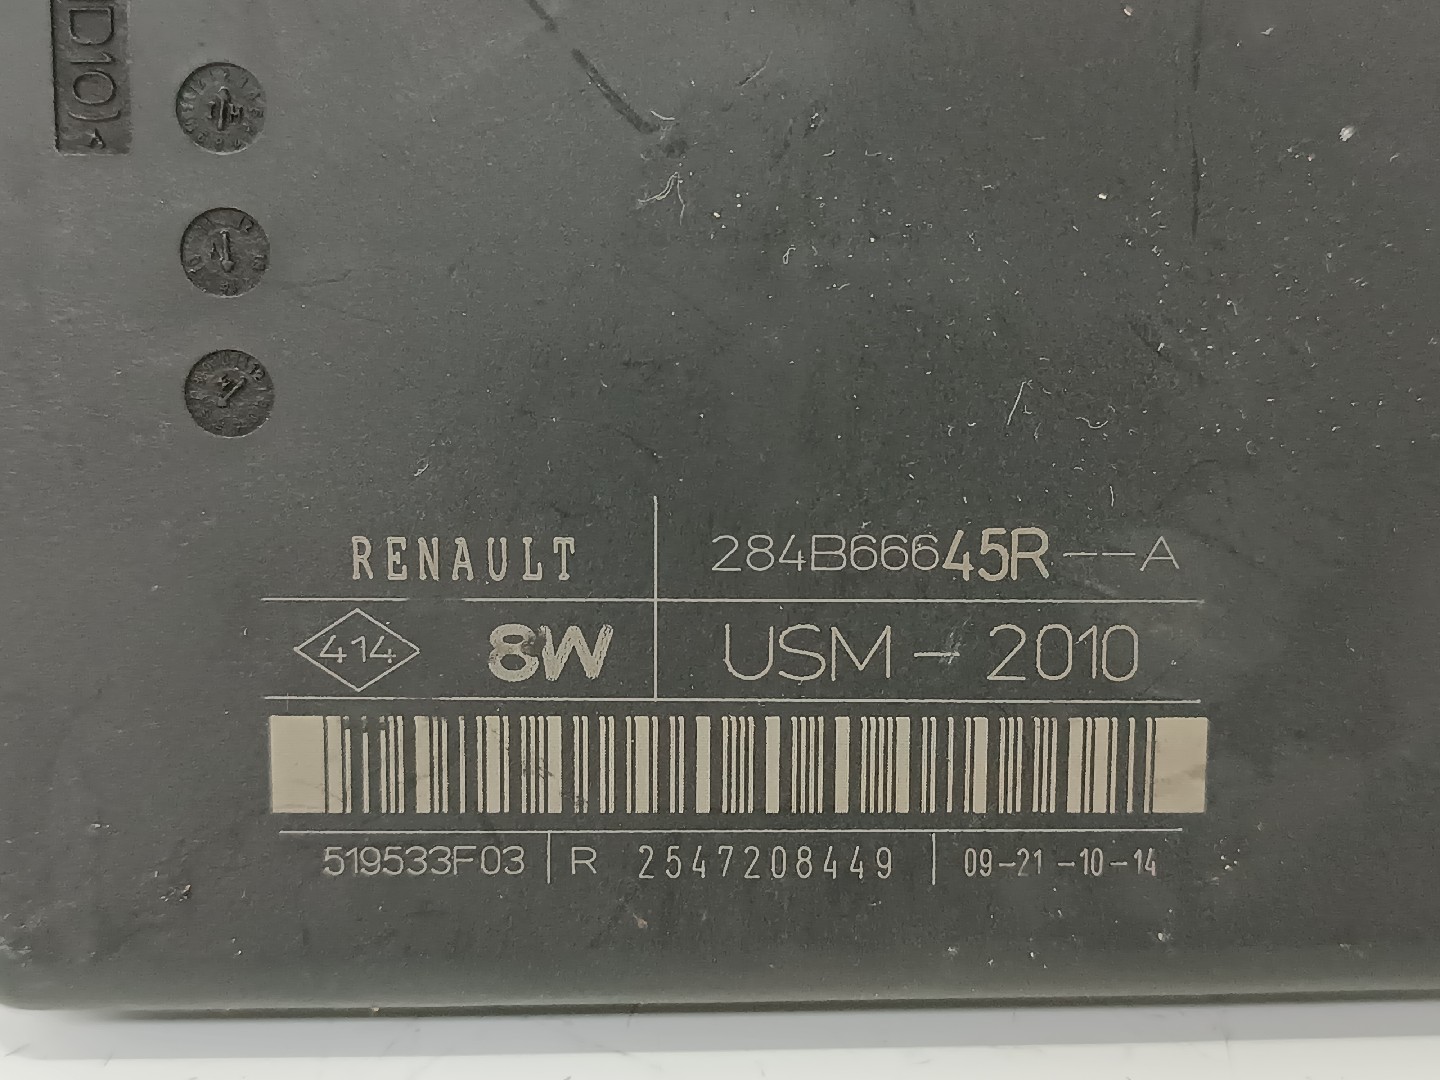 D10)
RENAULT 284B66645R--A
414 8W USM-2010
519533F03 R 2547208449 09-21-10-14